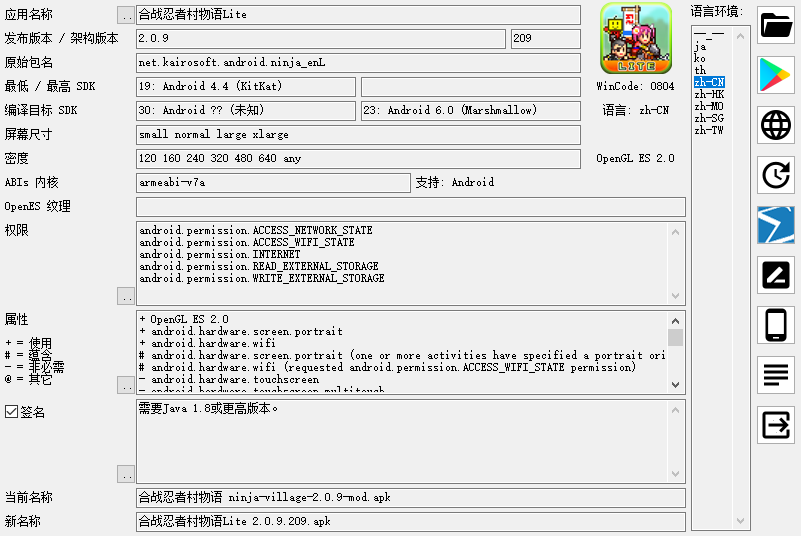 应用名称 .. 合战忍者村物语Lite
发布版本 / 架构版本 2.0.9 209
原始包名 net.kairosoft.android.ninja_enL
最低 / 最高 SDK 19: Android 4.4 (KitKat)
编译目标 SDK 30: Android ?? (未知) 23: Android 6.0 (Marshmallow)
屏幕尺寸 small normal large xlarge
密度 120 160 240 320 480 640 any
ABIs 内核 armeabi-v7a 支持: Android
OpenES 纹理
权限
android.permission.ACCESS_NETWORK_STATE
android.permission.ACCESS_WIFI_STATE
android.permission.INTERNET
android.permission.READ_EXTERNAL_STORAGE
android.permission.WRITE_EXTERNAL_STORAGE
..
属性
+ = 使用
# = 蕴含
- = 非必需
@ = 其它
..
+ OpenGL ES 2.0
+ android.hardware.screen.portrait
+ android.hardware.wifi
# android.hardware.screen.portrait (one or more activities have specified a portrait ori
# android.hardware.wifi (requested android.permission.ACCESS_WIFI_STATE permission)
- android.hardware.touchscreen
- android.hardware.touchscreen.multitouch
签名
需要Java 1.8或更高版本。
..
当前名称 合战忍者村物语 ninja-village-2.0.9-mod.apk
新名称 合战忍者村物语Lite 2.0.9.209.apk
LITE
WinCode: 0804
语言: zh-CN
OpenGL ES 2.0
语言环境:
--_--
ja
ko
th
zh-CN
zh-HK
zh-MO
zh-SG
zh-TW